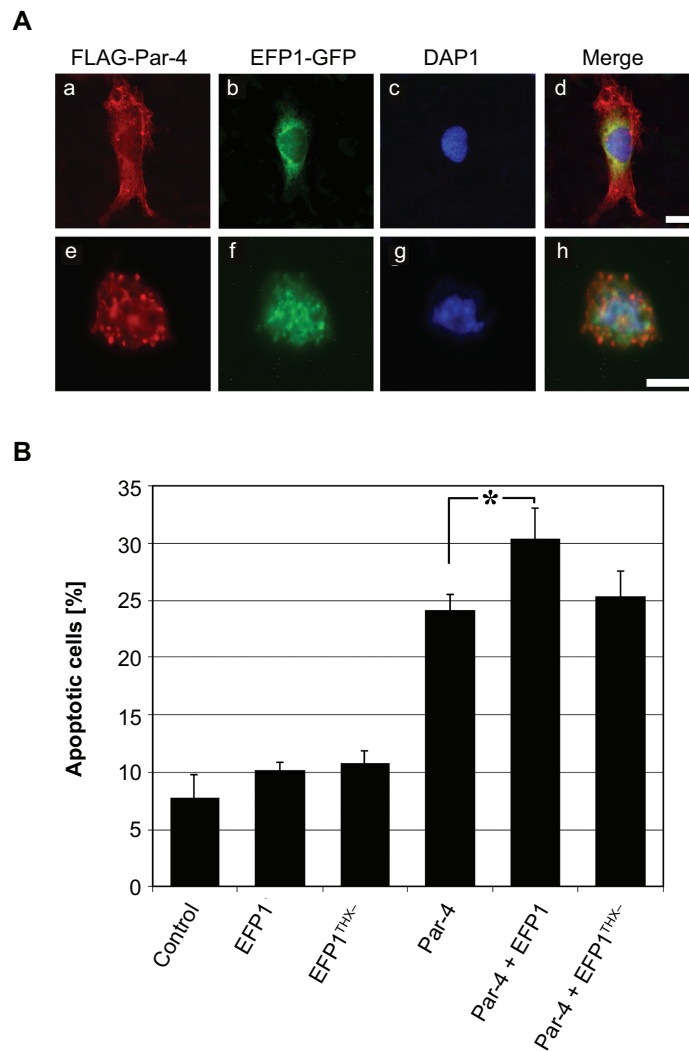 A
FLAG-Par-4 EFP1-GFP DAP1 Merge
a b c d
e f g h
B
Apoptotic cells [%]
35
30
25
20
15
10
5
0
*
Control EFP1 EFP1THX– Par-4 Par-4 + EFP1 Par-4 + EFP1THX–